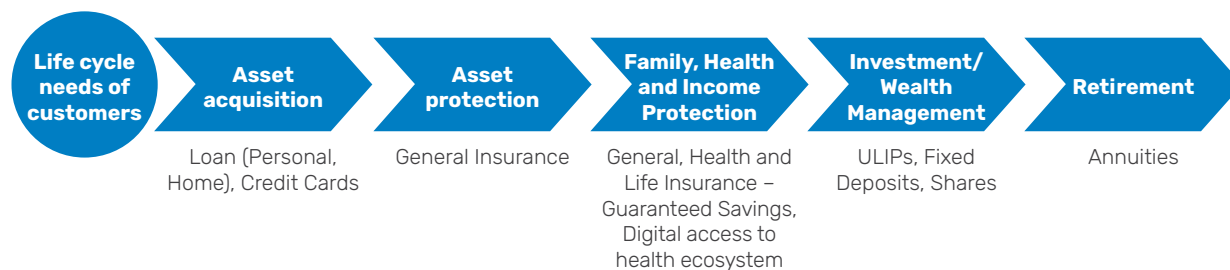 Life cycle
needs of
customers
Asset
acquisition
Loan (Personal,
Home), Credit Cards
Asset
protection
General Insurance
Family, Health
and Income
Protection
General, Health and
Life Insurance –
Guaranteed Savings,
Digital access to
health ecosystem
Investment/
Wealth
Management
ULIPs, Fixed
Deposits, Shares
Retirement
Annuities